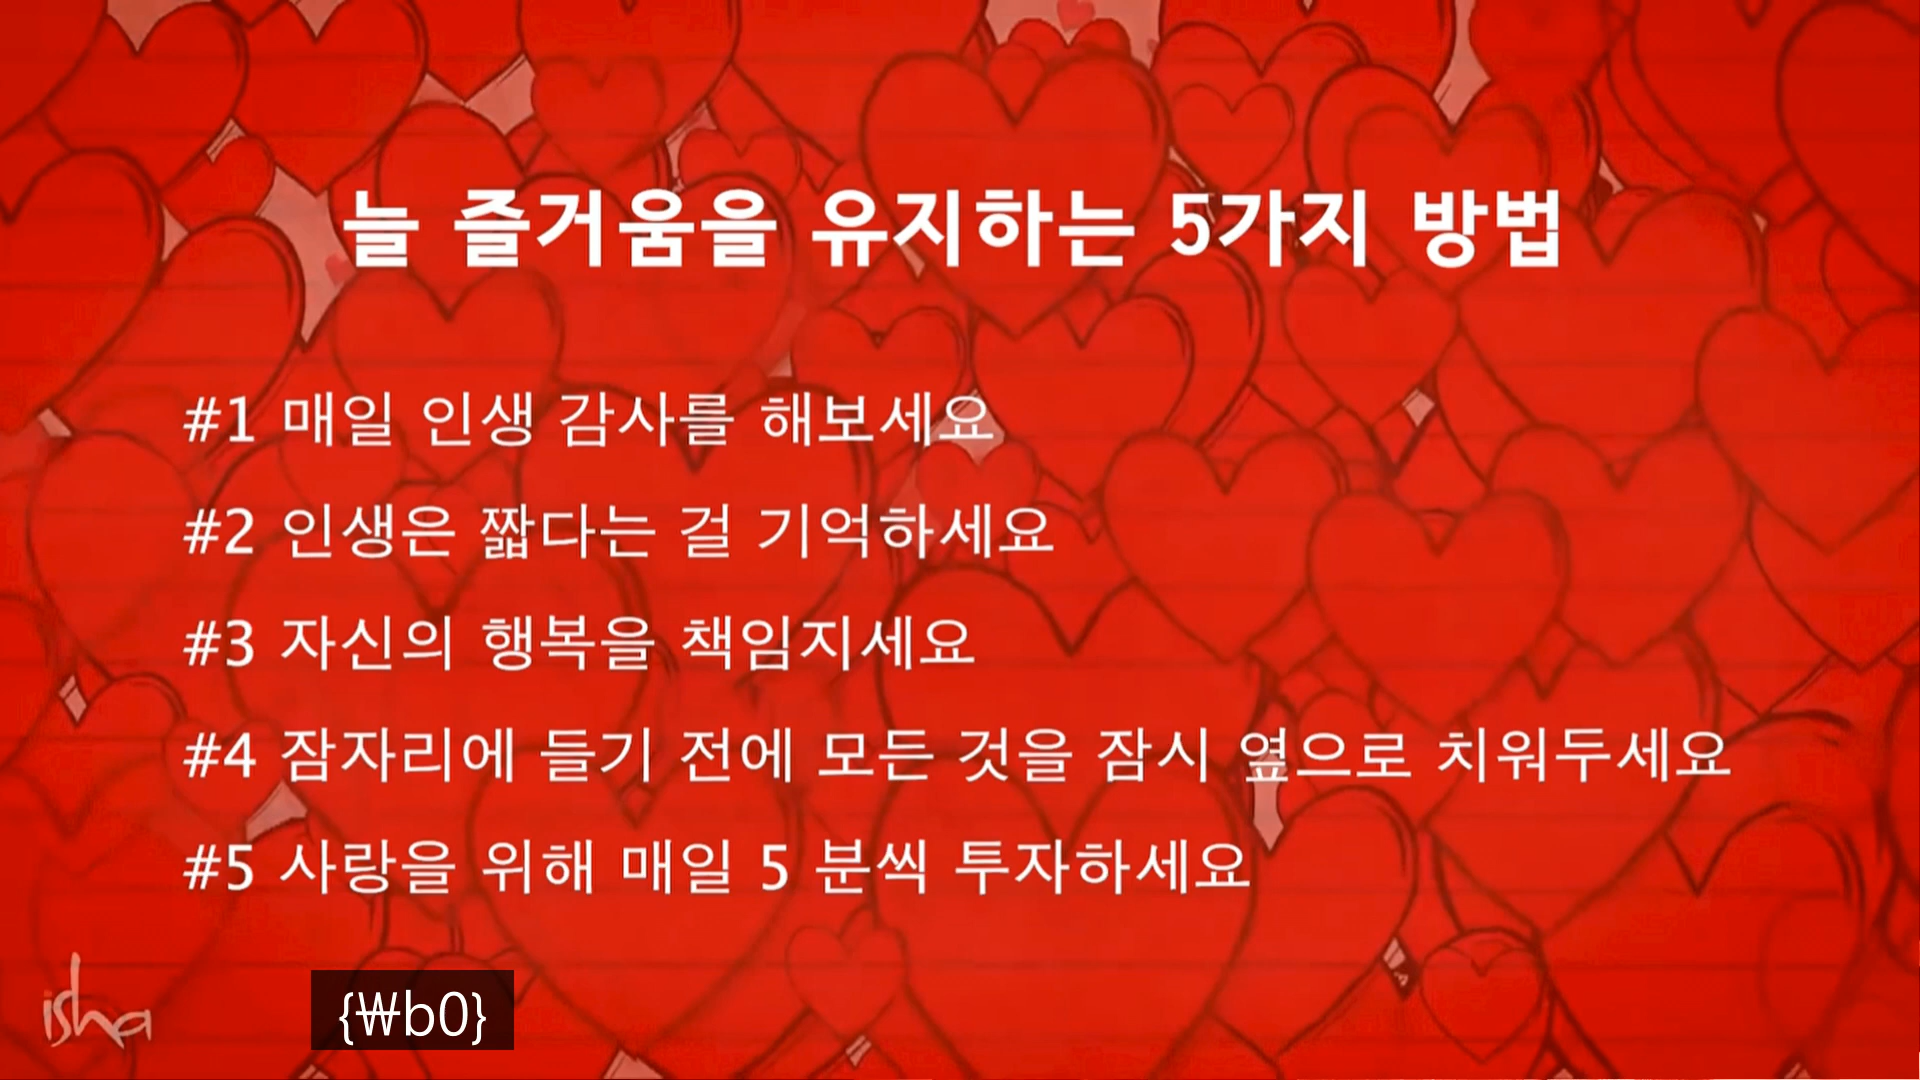 늘 즐거움을 유지하는 5가지 방법
#1 매일 인생 감사를 해보세요
#2 인생은 짧다는 걸 기억하세요
#3 자신의 행복을 책임지세요
#4 잠자리에 들기 전에 모든 것을 잠시 옆으로 치워두세요
#5 사랑을 위해 매일 5 분씩 투자하세요
isha
{₩b0}